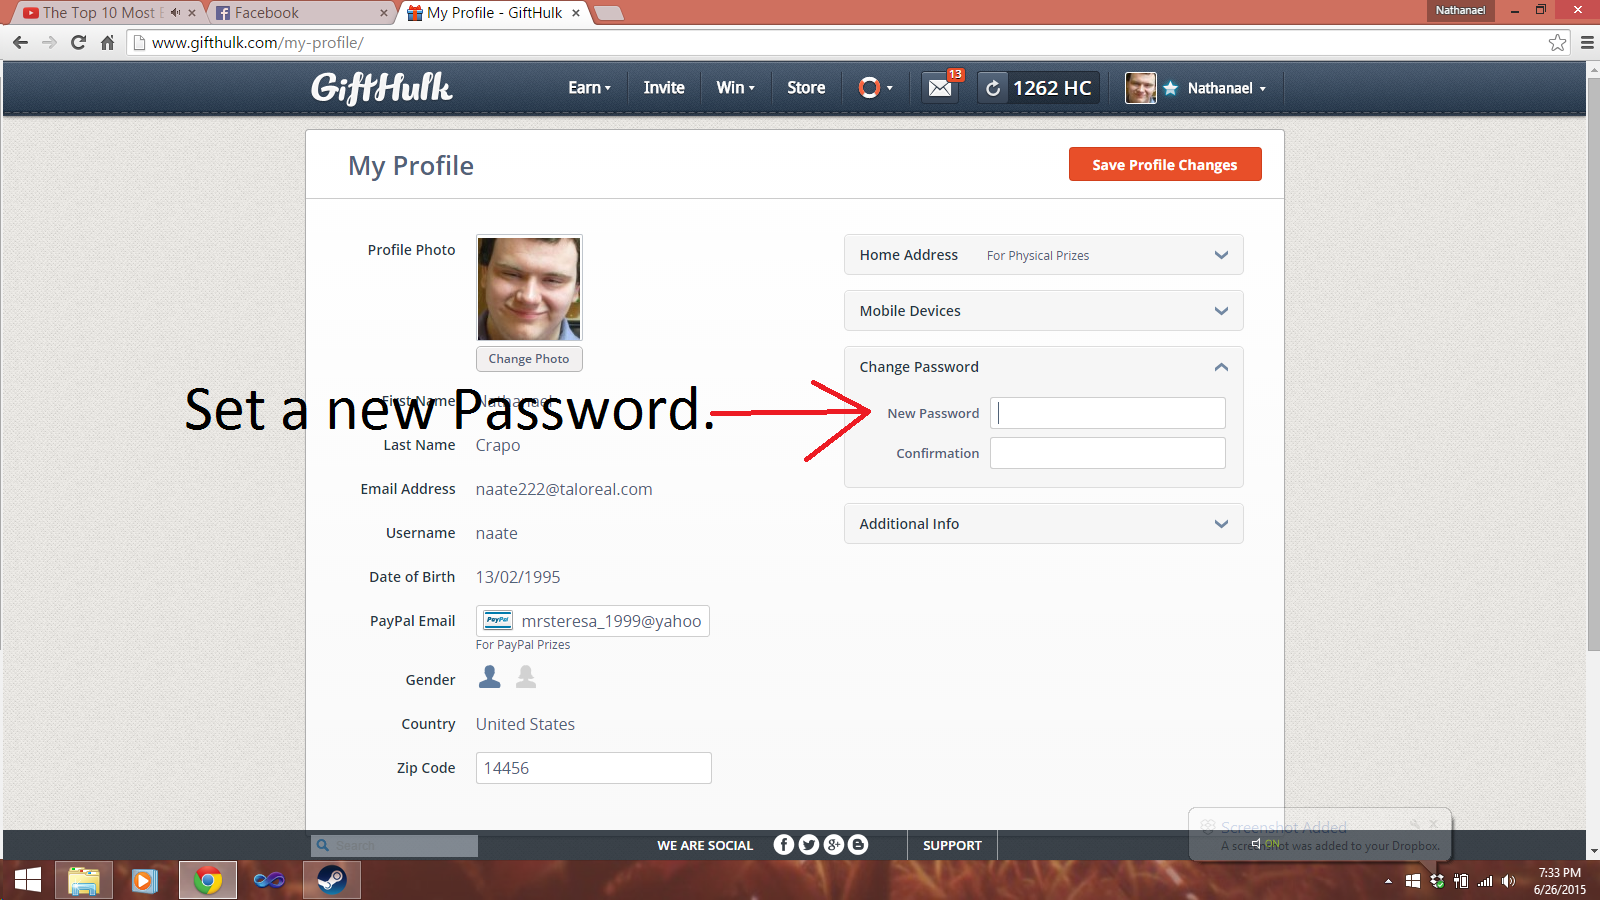 The Top 10 Most
Facebook
My Profile - GiftHulk
Nathanael
www.gifthulk.com/my-profile/
GiftHulk
Earn
Invite
Win
Store
13
1262 HC
Nathanael
My Profile
Save Profile Changes
Profile Photo
Change Photo
Home Address
For Physical Prizes
Mobile Devices
Change Password
New Password
Confirmation
Additional Info
Set a new Password.
First Name Nathanael
Last Name Crapo
Email Address naate222@taloreal.com
Username naate
Date of Birth 13/02/1995
PayPal Email PayPal mrsteresa_1999@yahoo
For PayPal Prizes
Gender
Country United States
Zip Code 14456
Search
WE ARE SOCIAL
SUPPORT
Screenshot Added
A screenshot was added to your Dropbox.
ON
7:33 PM
6/26/2015